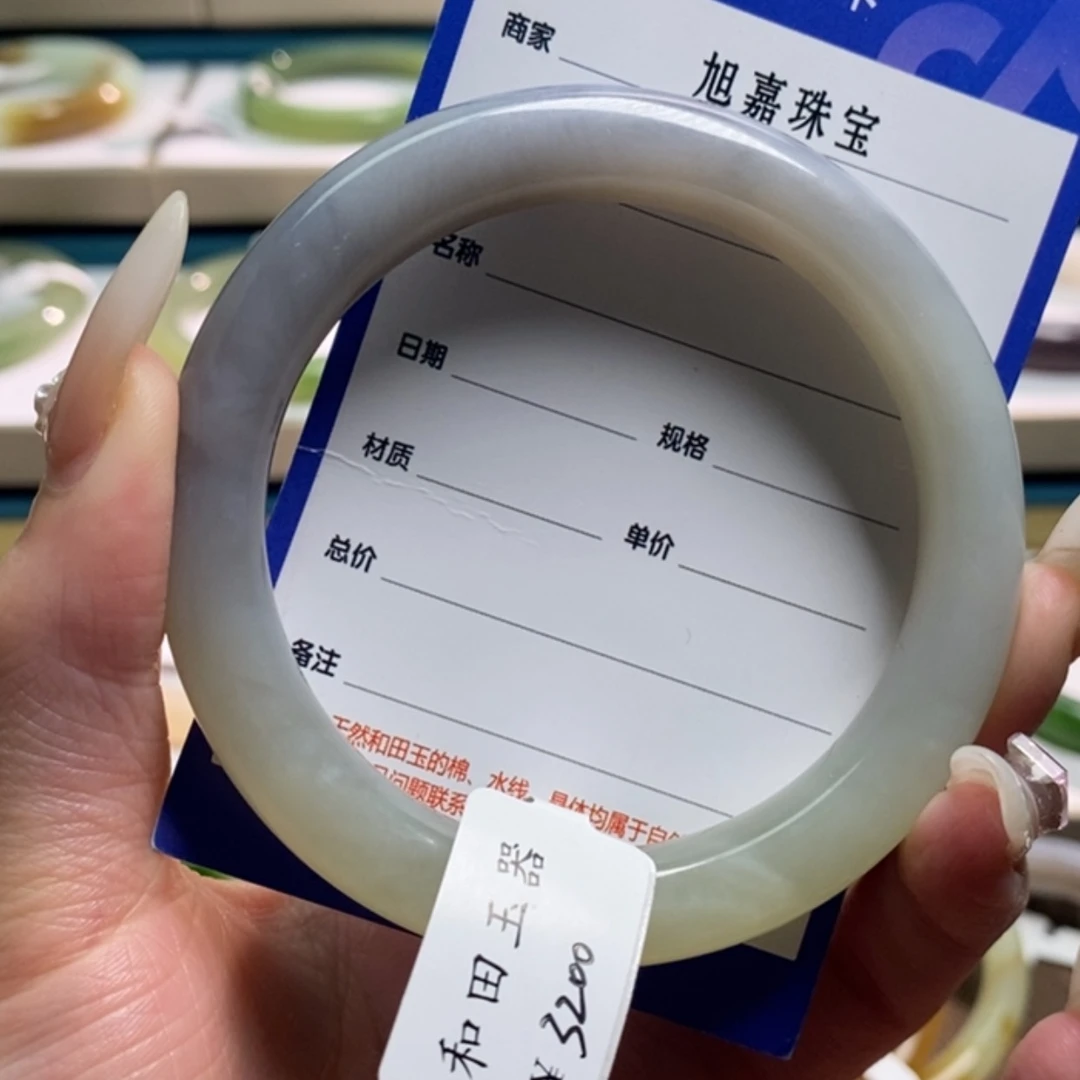 商家 旭嘉珠宝
名称
日期
规格
材质
单价
总价
备注
天然和田玉的棉、水线、具体均属于自然
问题联系
和田玉器
¥ 3200